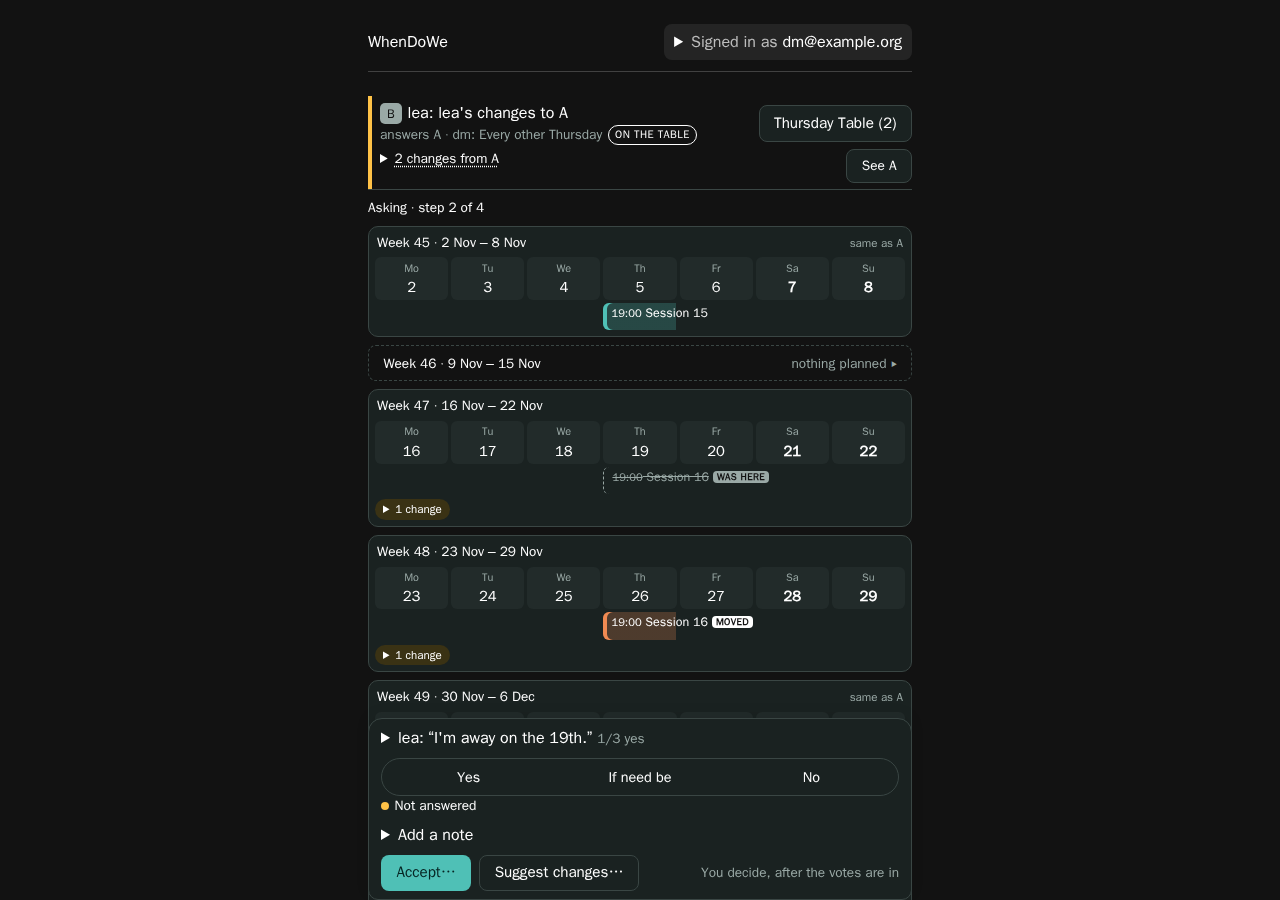 WhenDoWe
▶ Signed in as dm@example.org
B lea: lea's changes to A
answers A · dm: Every other Thursday ON THE TABLE
▶ 2 changes from A
Thursday Table (2)
See A
Asking · step 2 of 4
Week 45 · 2 Nov – 8 Nov same as A
Mo Tu We Th Fr Sa Su
2 3 4 5 6 7 8
19:00 Session 15
Week 46 · 9 Nov – 15 Nov nothing planned ▸
Week 47 · 16 Nov – 22 Nov
Mo Tu We Th Fr Sa Su
16 17 18 19 20 21 22
19:00 Session 16 WAS HERE
▶ 1 change
Week 48 · 23 Nov – 29 Nov
Mo Tu We Th Fr Sa Su
23 24 25 26 27 28 29
19:00 Session 16 MOVED
▶ 1 change
Week 49 · 30 Nov – 6 Dec same as A
▶ lea: “I'm away on the 19th.” 1/3 yes
Yes If need be No
Not answered
▶ Add a note
Accept… Suggest changes… You decide, after the votes are in